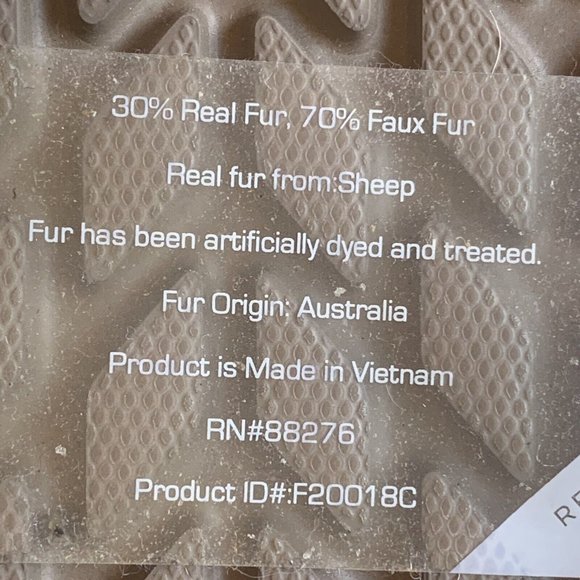 30% Real Fur, 70% Faux Fur
Real fur from:Sheep
Fur has been artificially dyed and treated.
Fur Origin: Australia
Product is Made in Vietnam
RN#88276
Product ID#:F20018C